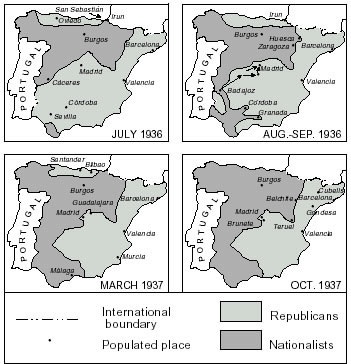 San Sebastián
Oviedo
Irun
Burgos
Barcelona
Madrid
PORTUGAL
Cáceres
Valencia
Córdoba
Sevilla
JULY 1936
Burgos
Huesca
Zaragoza
Barcelona
Madrid
PORTUGAL
Valencia
Badajoz
Córdoba
Granada
AUG.-SEP. 1936
Santander
Bilbao
Burgos
Guadalajara
Barcelona
Madrid
PORTUGAL
Valencia
Murcia
Málaga
MARCH 1937
Burgos
Cubells
Belchite
Barcelona
Gandesa
Madrid
Brunete
Teruel
PORTUGAL
Valencia
OCT. 1937
International
boundary
Populated place
Republicans
Nationalists